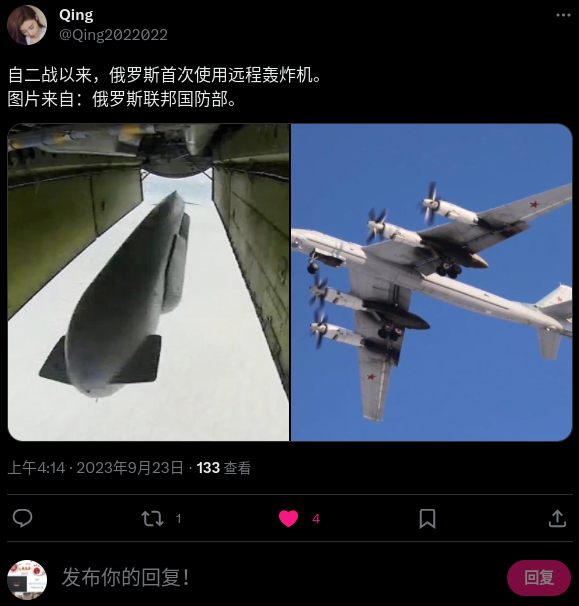 Qing
@Qing2022022
自二战以来，俄罗斯首次使用远程轰炸机。
图片来自：俄罗斯联邦国防部。
上午4:14 · 2023年9月23日 · 133 查看
1
4
发布你的回复！
回复